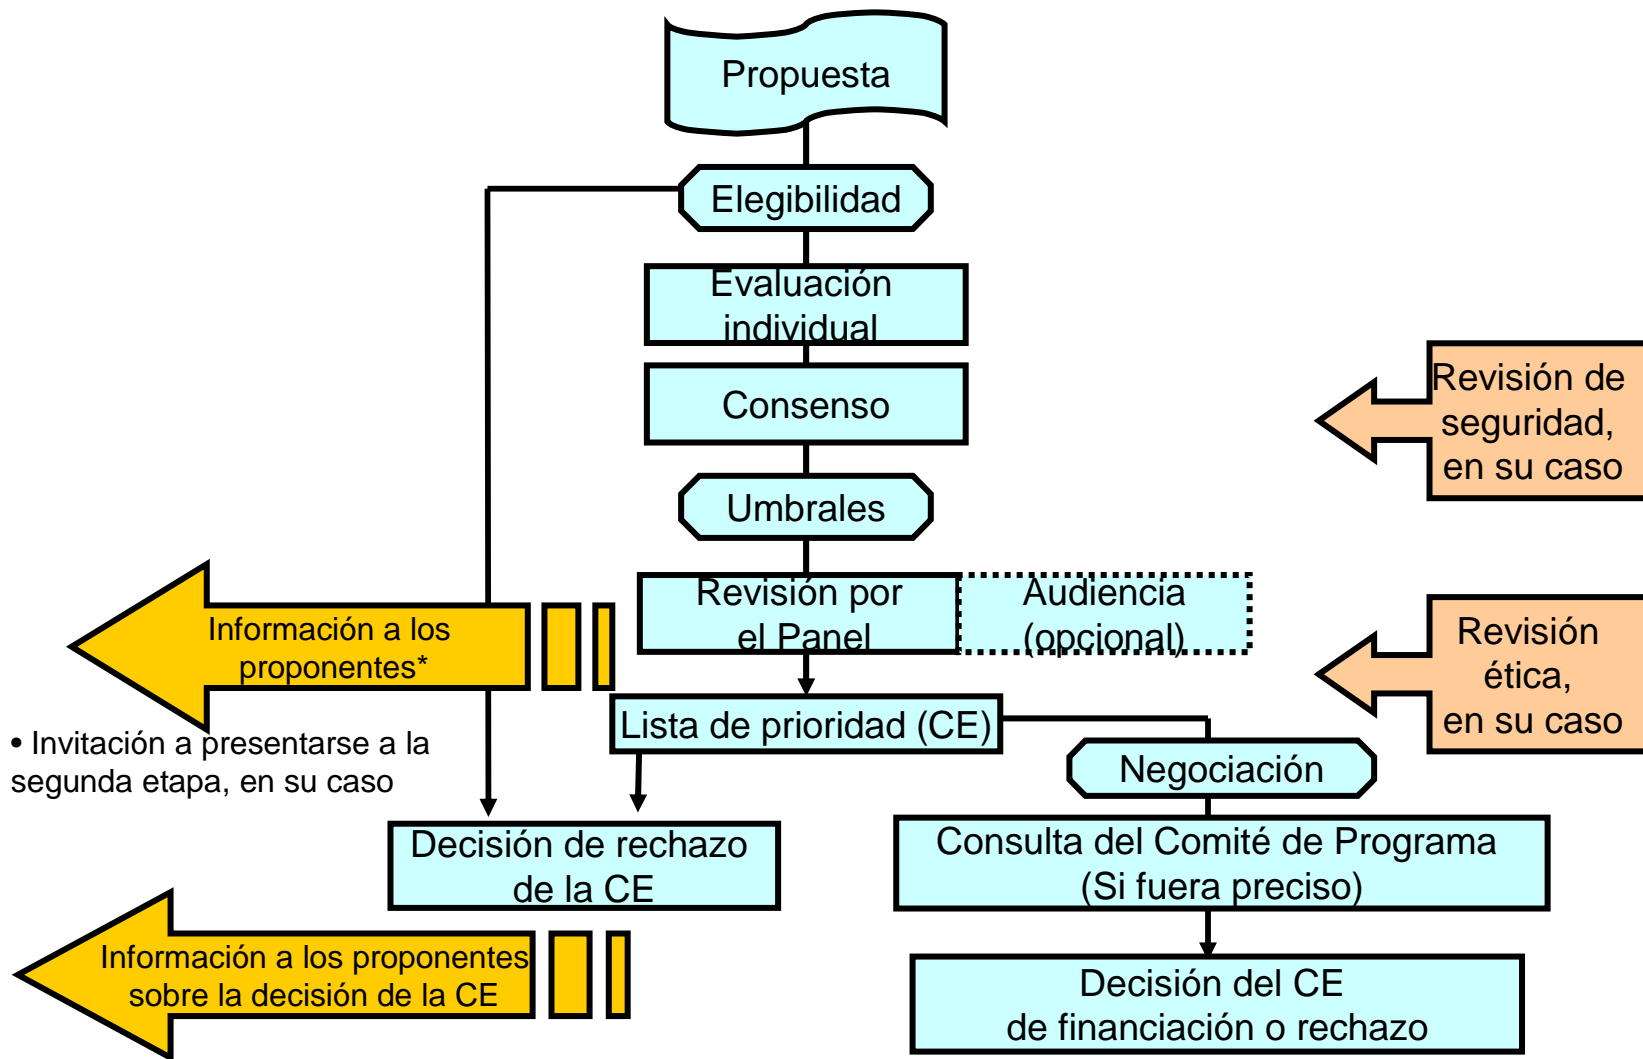 Propuesta
Elegibilidad
Evaluación
individual
Consenso
Revisión de
seguridad,
en su caso
Umbrales
Revisión por
el Panel
Audiencia
(opcional)
Información a los
proponentes*
Revisión
ética,
en su caso
Lista de prioridad (CE)
• Invitación a presentarse a la
segunda etapa, en su caso
Negociación
Decisión de rechazo
de la CE
Consulta del Comité de Programa
(Si fuera preciso)
Información a los proponentes
sobre la decisión de la CE
Decisión del CE
de financiación o rechazo